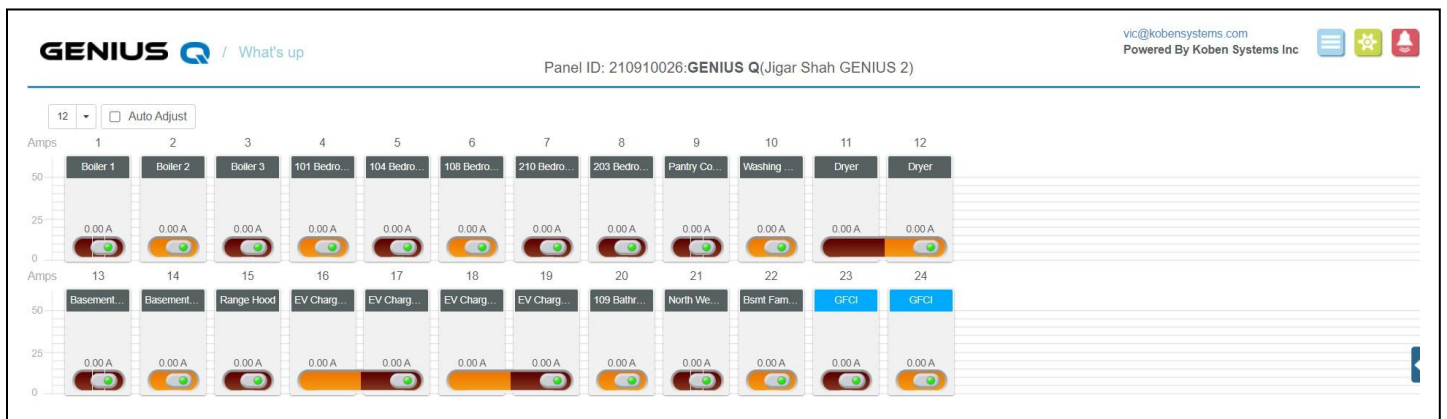 GENIUS Q / What's up
vic@kobensystems.com
Powered By Koben Systems Inc
Panel ID: 210910026:GENIUS Q(Jigar Shah GENIUS 2)
12 Auto Adjust
Amps 1 2 3 4 5 6 7 8 9 10 11 12
Boiler 1 Boiler 2 Boiler 3 101 Bedro... 104 Bedro... 108 Bedro... 210 Bedro... 203 Bedro... Pantry Co... Washing ... Dryer Dryer
50
25
0.00 A 0.00 A 0.00 A 0.00 A 0.00 A 0.00 A 0.00 A 0.00 A 0.00 A 0.00 A 0.00 A 0.00 A
0
Amps 13 14 15 16 17 18 19 20 21 22 23 24
Basement... Basement... Range Hood EV Charg... EV Charg... EV Charg... EV Charg... 109 Bathr... North We... Bsmt Fam... GFCI GFCI
50
25
0.00 A 0.00 A 0.00 A 0.00 A 0.00 A 0.00 A 0.00 A 0.00 A 0.00 A 0.00 A 0.00 A 0.00 A
0